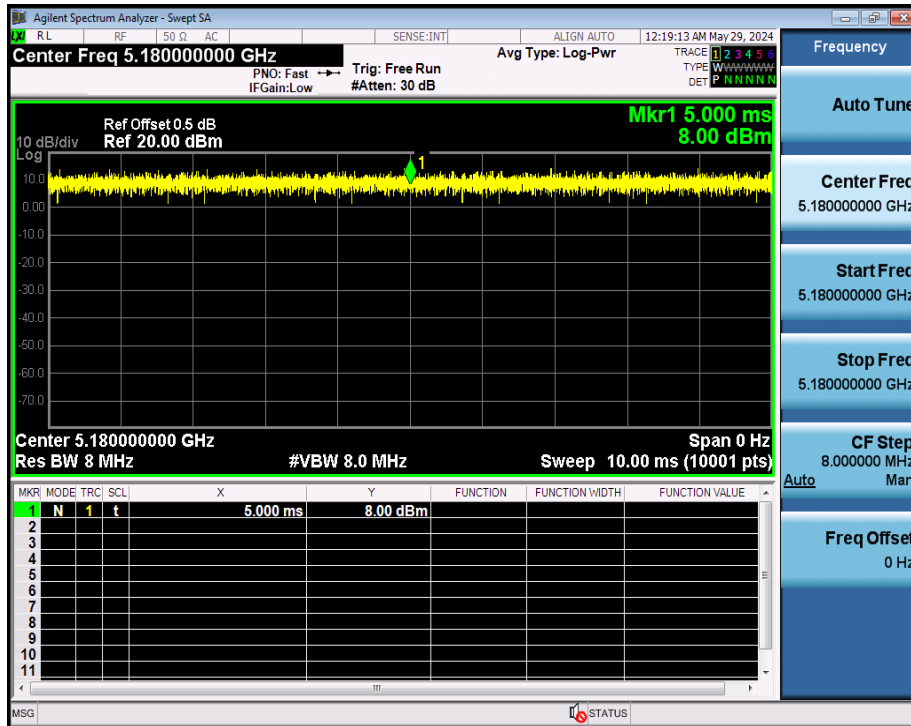 Agilent Spectrum Analyzer - Swept SA
LXI RL RF 50 Ω AC SENSE:INT ALIGN AUTO 12:19:13 AM May 29, 2024
Center Freq 5.180000000 GHz
PNO: Fast
IFGain:Low
Trig: Free Run
#Atten: 30 dB
Avg Type: Log-Pwr
TRACE 1 2 3 4 5 6
TYPE WWWWWW
DET P N N N N N
Mkr1 5.000 ms
8.00 dBm
Ref Offset 0.5 dB
10 dB/div Ref 20.00 dBm
Log
1
10.0
0.00
-10.0
-20.0
-30.0
-40.0
-50.0
-60.0
-70.0
Center 5.180000000 GHz Span 0 Hz
Res BW 8 MHz #VBW 8.0 MHz Sweep 10.00 ms (10001 pts)
MKR MODE TRC SCL X Y FUNCTION FUNCTION WIDTH FUNCTION VALUE
1 N 1 t 5.000 ms 8.00 dBm
2
3
4
5
6
7
8
9
10
11
MSG STATUS
Frequency
Auto Tune
Center Freq
5.180000000 GHz
Start Freq
5.180000000 GHz
Stop Freq
5.180000000 GHz
CF Step
8.000000 MHz
Auto Man
Freq Offset
0 Hz